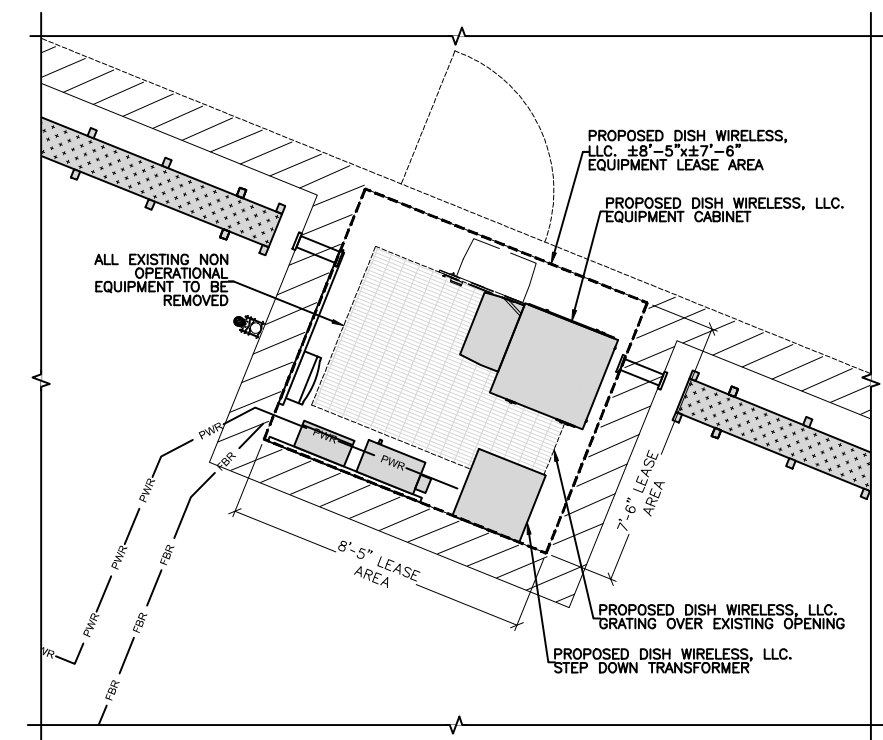 PROPOSED DISH WIRELESS,
LLC. ±8'-5"x±7'-6"
EQUIPMENT LEASE AREA
PROPOSED DISH WIRELESS, LLC.
EQUIPMENT CABINET
ALL EXISTING NON
OPERATIONAL
EQUIPMENT TO BE
REMOVED
PWR
PWR
PWR
FBR
PWR
PWR
FBR
PWR
FBR
WR
FBR
8'-5" LEASE
AREA
7'-6" LEASE
AREA
PROPOSED DISH WIRELESS, LLC.
GRATING OVER EXISTING OPENING
PROPOSED DISH WIRELESS, LLC.
STEP DOWN TRANSFORMER